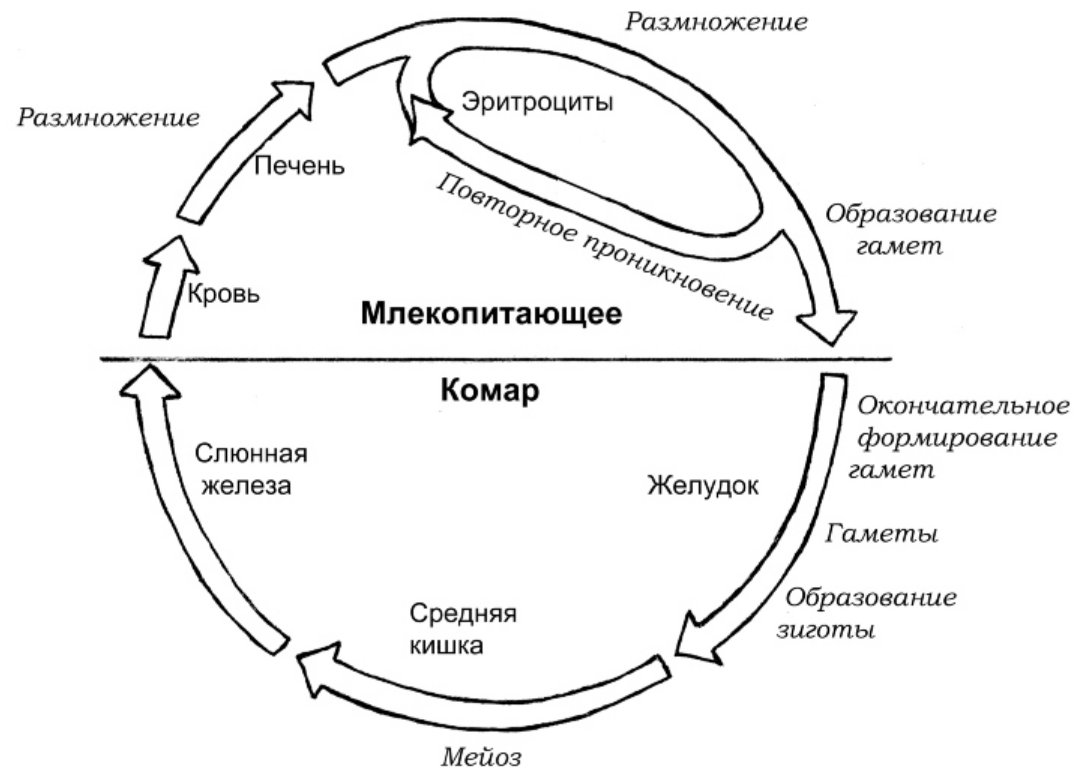 Размножение
Размножение
Эритроциты
Печень
Повторное проникновение
Образование
гамет
Кровь
Млекопитающее
Комар
Окончательное
формирование
гамет
Слюнная
железа
Желудок
Гаметы
Образование
зиготы
Средняя
кишка
Мейоз